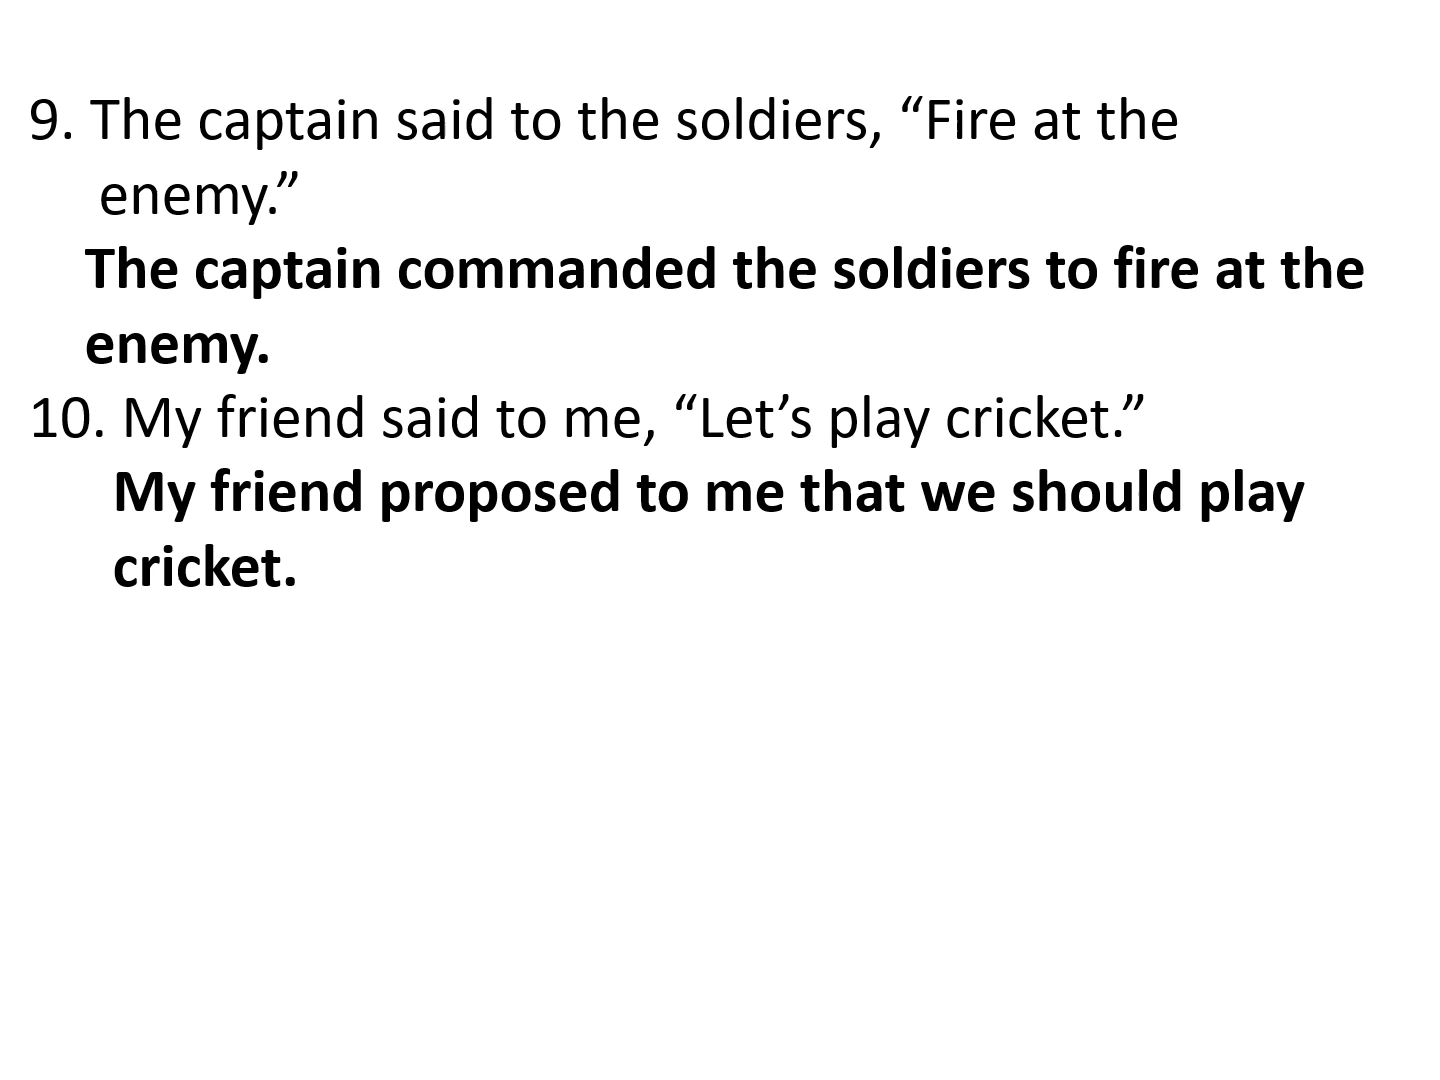 9. The captain said to the soldiers, “Fire at the
enemy.”
The captain commanded the soldiers to fire at the
enemy.
10. My friend said to me, “Let’s play cricket.”
My friend proposed to me that we should play
cricket.